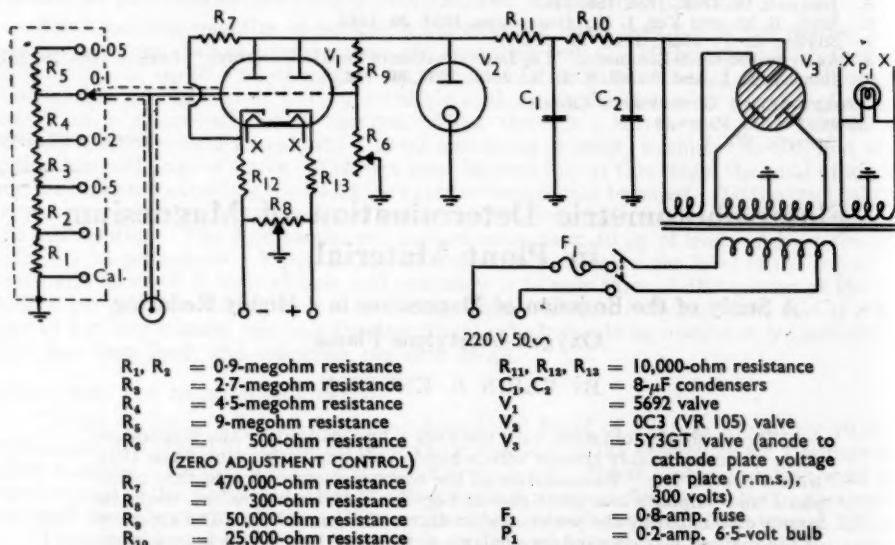 R7
R11
R10
R5
0·05
0·1
V1
R9
V2
C1
C2
V3
X
X
P1
R4
0·2
R3
0·5
X
X
R6
R12
R13
R2
1
R8
R1
Cal.
F1
−
+
220 V 50~
R1, R2 = 0·9-megohm resistance
R3 = 2·7-megohm resistance
R4 = 4·5-megohm resistance
R5 = 9-megohm resistance
R6 = 500-ohm resistance
(ZERO ADJUSTMENT CONTROL)
R7 = 470,000-ohm resistance
R8 = 300-ohm resistance
R9 = 50,000-ohm resistance
R10 = 25,000-ohm resistance
R11, R12, R13 = 10,000-ohm resistance
C1, C2 = 8-μF condensers
V1 = 5692 valve
V2 = 0C3 (VR 105) valve
V3 = 5Y3GT valve (anode to
cathode plate voltage
per plate (r.m.s.),
300 volts)
F1 = 0·8-amp. fuse
P1 = 0·2-amp. 6·5-volt bulb